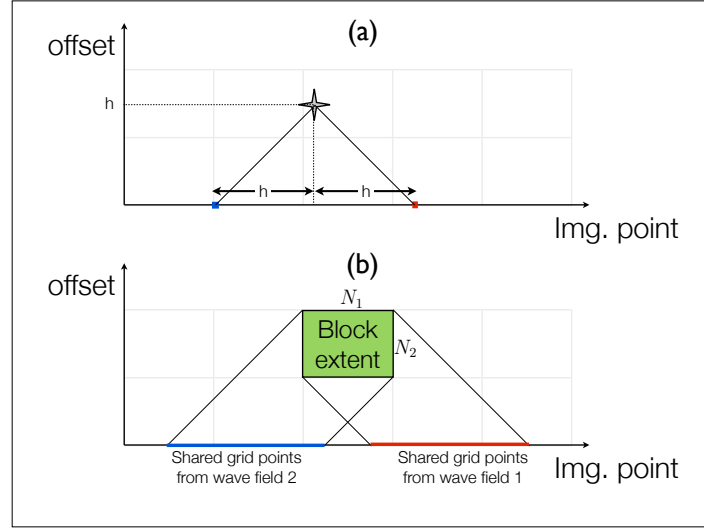 (a)
offset
h
h
h
Img. point
(b)
offset
N₁
Block
extent
N₂
Shared grid points
from wave field 2
Shared grid points
from wave field 1
Img. point